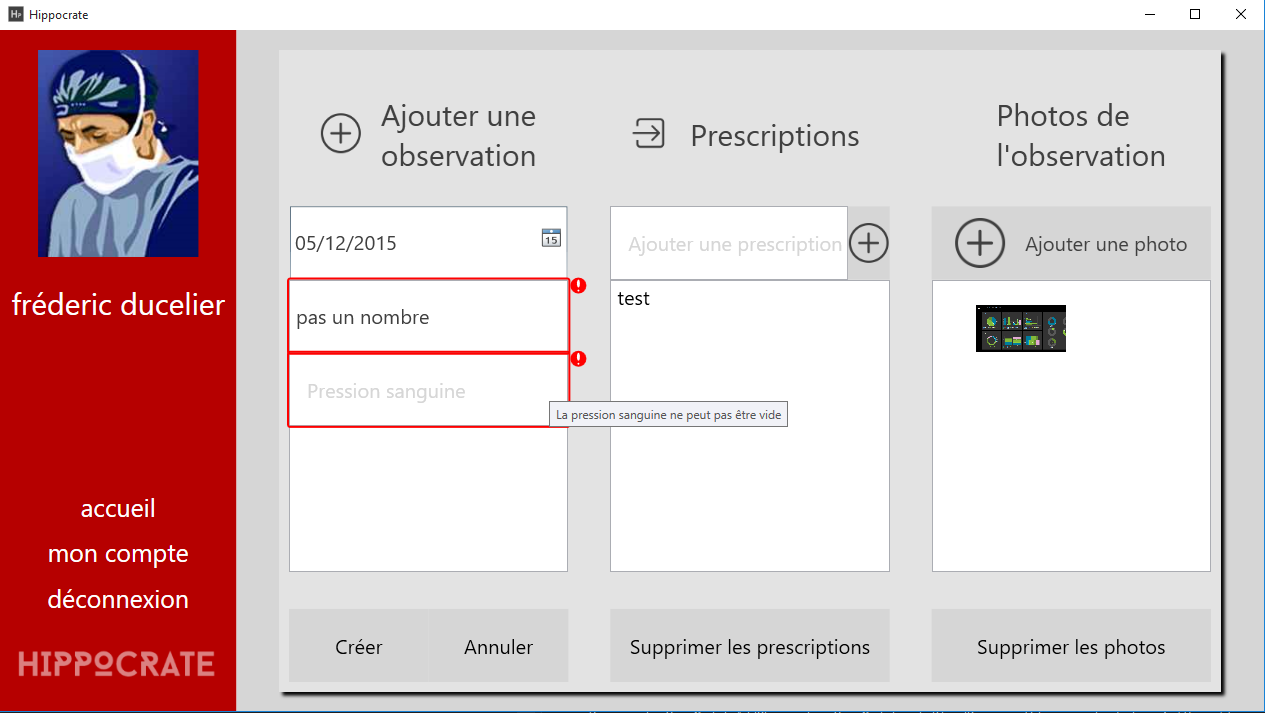 Hippocrate
fréderic ducelier
accueil
mon compte
déconnexion
HIPPOCRATE
Ajouter une
observation
05/12/2015
15
pas un nombre
Pression sanguine
La pression sanguine ne peut pas être vide
Créer
Annuler
Prescriptions
Ajouter une prescription
test
Supprimer les prescriptions
Photos de
l'observation
Ajouter une photo
Supprimer les photos